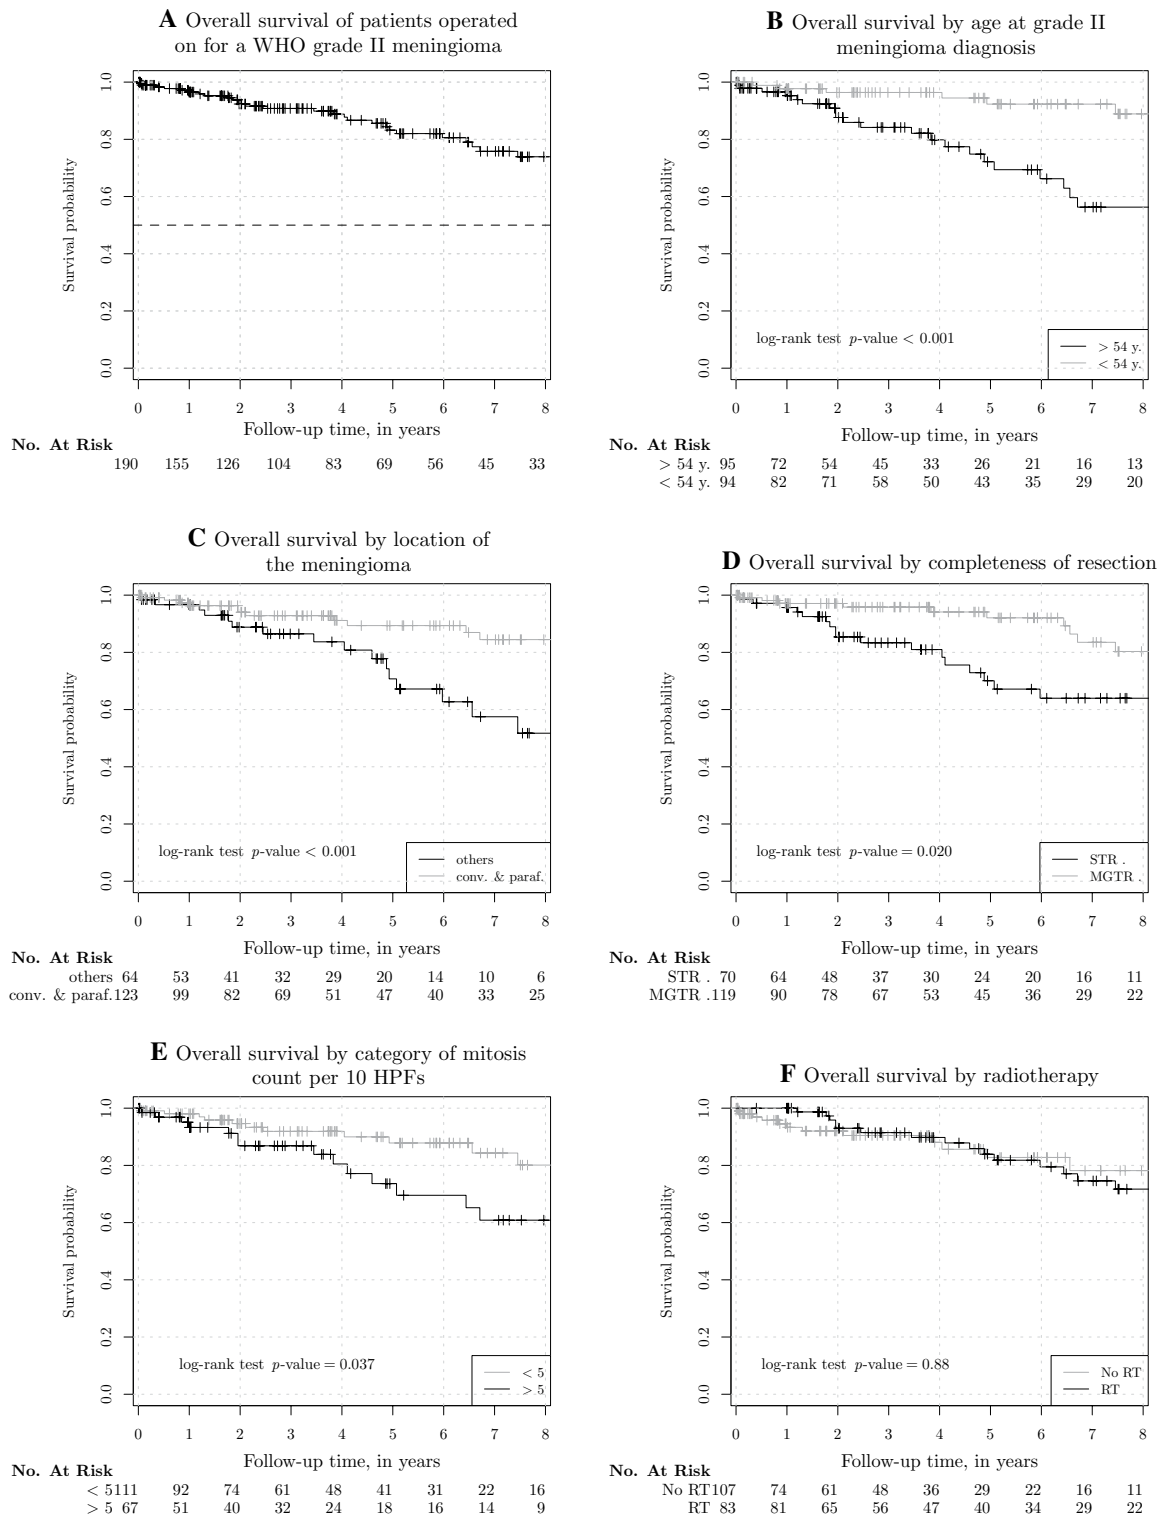 A Overall survival of patients operated
on for a WHO grade II meningioma
Survival probability
1.0
0.8
0.6
0.4
0.2
0.0
0 1 2 3 4 5 6 7 8
Follow-up time, in years
No. At Risk
190 155 126 104 83 69 56 45 33
B Overall survival by age at grade II
meningioma diagnosis
Survival probability
1.0
0.8
0.6
0.4
0.2
0.0
log-rank test p-value < 0.001
> 54 y.
< 54 y.
0 1 2 3 4 5 6 7 8
Follow-up time, in years
No. At Risk
> 54 y. 95 72 54 45 33 26 21 16 13
< 54 y. 94 82 71 58 50 43 35 29 20
C Overall survival by location of
the meningioma
Survival probability
1.0
0.8
0.6
0.4
0.2
0.0
log-rank test p-value < 0.001
others
conv. & paraf.
0 1 2 3 4 5 6 7 8
Follow-up time, in years
No. At Risk
others 64 53 41 32 29 20 14 10 6
conv. & paraf.123 99 82 69 51 47 40 33 25
D Overall survival by completeness of resection
Survival probability
1.0
0.8
0.6
0.4
0.2
0.0
log-rank test p-value = 0.020
STR .
MGTR .
0 1 2 3 4 5 6 7 8
Follow-up time, in years
No. At Risk
STR . 70 64 48 37 30 24 20 16 11
MGTR .119 90 78 67 53 45 36 29 22
E Overall survival by category of mitosis
count per 10 HPFs
Survival probability
1.0
0.8
0.6
0.4
0.2
0.0
log-rank test p-value = 0.037
< 5
> 5
0 1 2 3 4 5 6 7 8
Follow-up time, in years
No. At Risk
< 5111 92 74 61 48 41 31 22 16
> 5 67 51 40 32 24 18 16 14 9
F Overall survival by radiotherapy
Survival probability
1.0
0.8
0.6
0.4
0.2
0.0
log-rank test p-value = 0.88
No RT
RT
0 1 2 3 4 5 6 7 8
Follow-up time, in years
No. At Risk
No RT107 74 61 48 36 29 22 16 11
RT 83 81 65 56 47 40 34 29 22